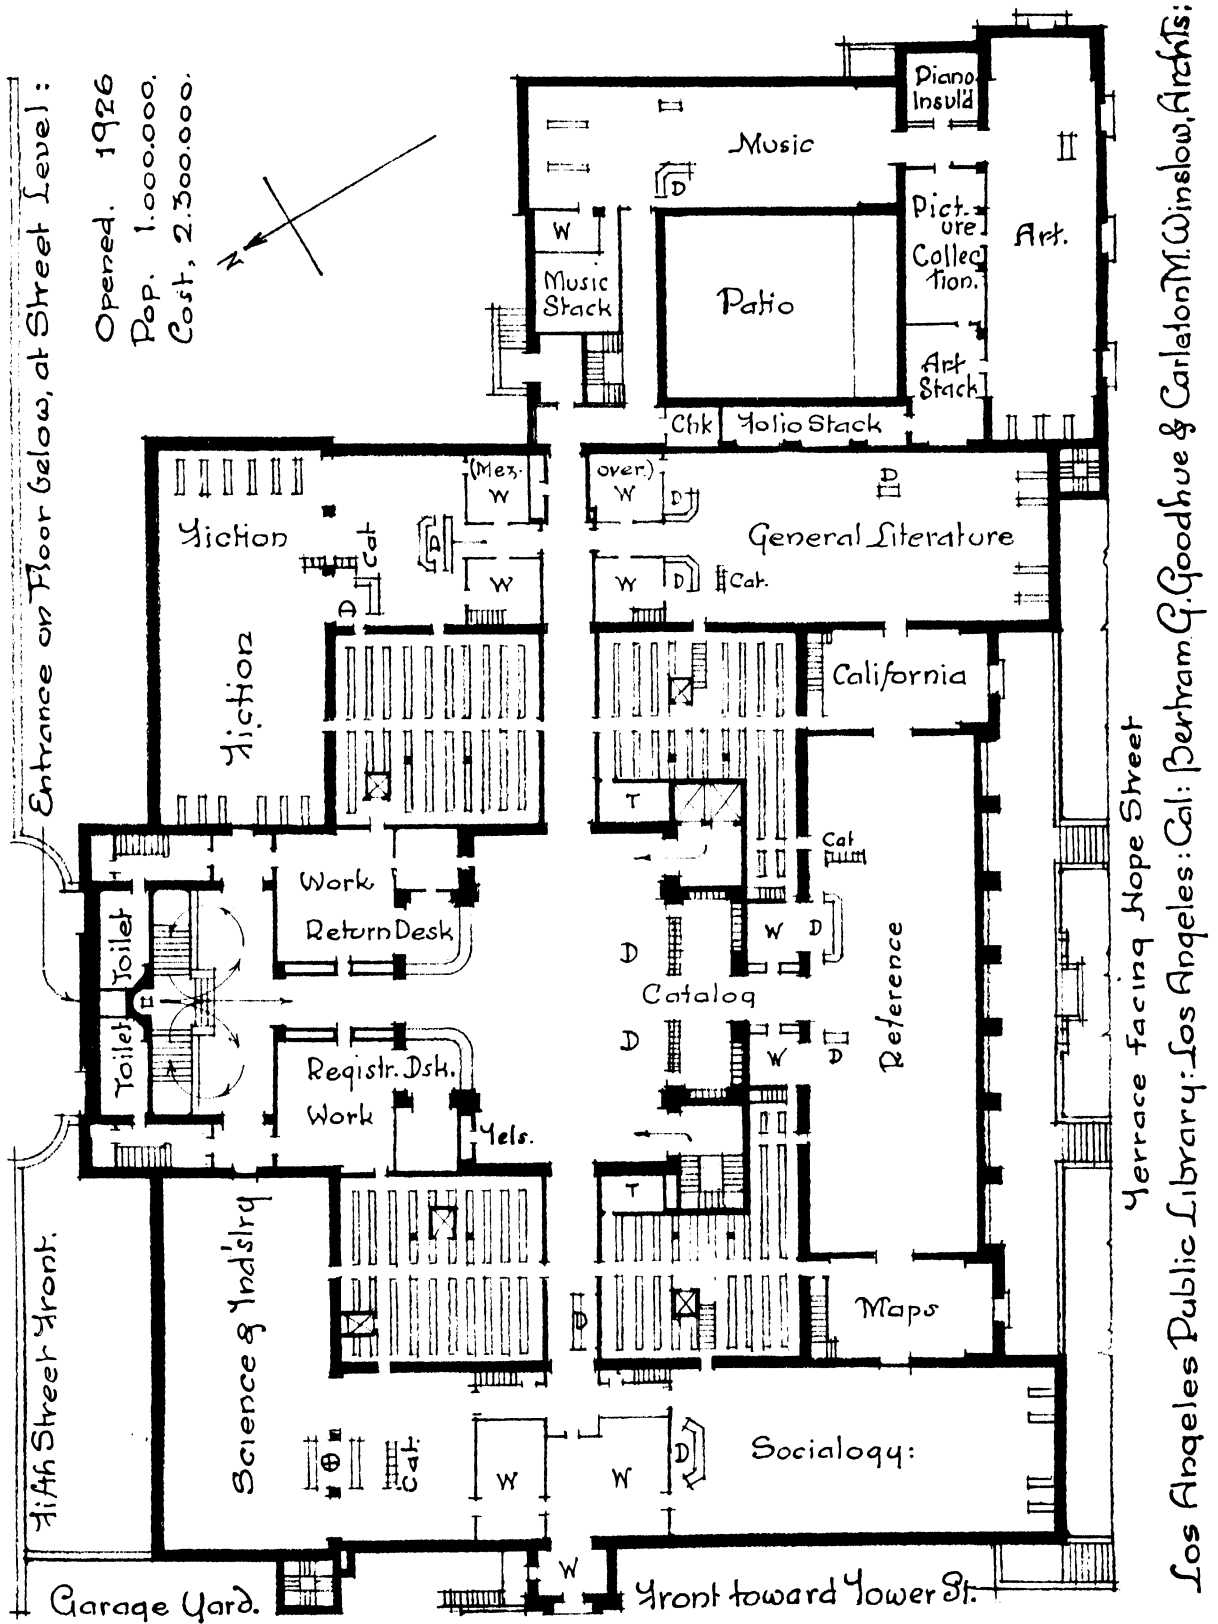 Entrance on Floor below, at Street Level:
Opened. 1926
Pop. 1.000.000.
Cost, 2.300.000.
N
Piano
Insul'd
Music
D
W
Music
Stack
Patio
Pict-
ure
Collec
tion.
Art.
Art
Stack
Chk
Folio Stack
(Mez.
W
over.)
W
D
D
Fiction
Cat
D
General Literature
W
W
D
Cat.
D
Fiction
California
T
Cat
Work
Return Desk
W
D
Toilet
D
Catalog
Reference
Toilet
D
W
D
Registr. Dsk.
Work
Tels.
T
Science & Ind'stry
Maps
D
Cat.
W
W
D
Socialogy:
W
Fifth Street Front.
Garage Yard.
Front toward Flower St.
Terrace facing Hope Street
Los Angeles Public Library: Los Angeles: Cal: Bertram G. Goodhue & Carleton M. Winslow, Archts: